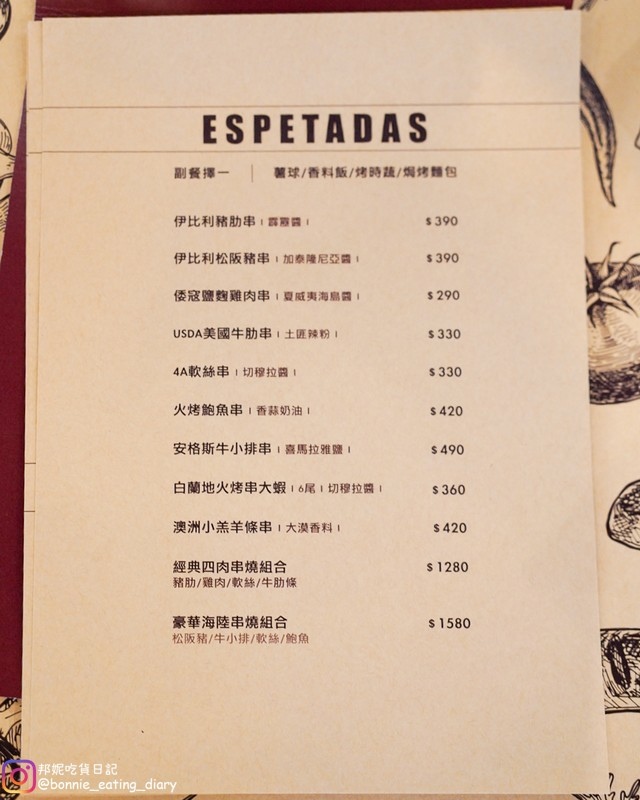 ESPETADAS
副餐擇一 | 薯球/香料飯/烤時蔬/焗烤麵包
伊比利豬肋串 | 霹靂醬 | $390
伊比利松阪豬串 | 加泰隆尼亞醬 | $390
倭寇鹽麴雞肉串 | 夏威夷海島醬 | $290
USDA美國牛肋串 | 土匪辣粉 | $330
4A軟絲串 | 切穆拉醬 | $330
火烤鮑魚串 | 香蒜奶油 | $420
安格斯牛小排串 | 喜馬拉雅鹽 | $490
白蘭地火烤串大蝦 | 6尾 | 切穆拉醬 | $360
澳洲小羔羊條串 | 大漠香料 | $420
經典四肉串燒組合 $1280
豬肋/雞肉/軟絲/牛肋條
豪華海陸串燒組合 $1580
松阪豬/牛小排/軟絲/鮑魚
邦妮吃貨日記
@bonnie_eating_diary